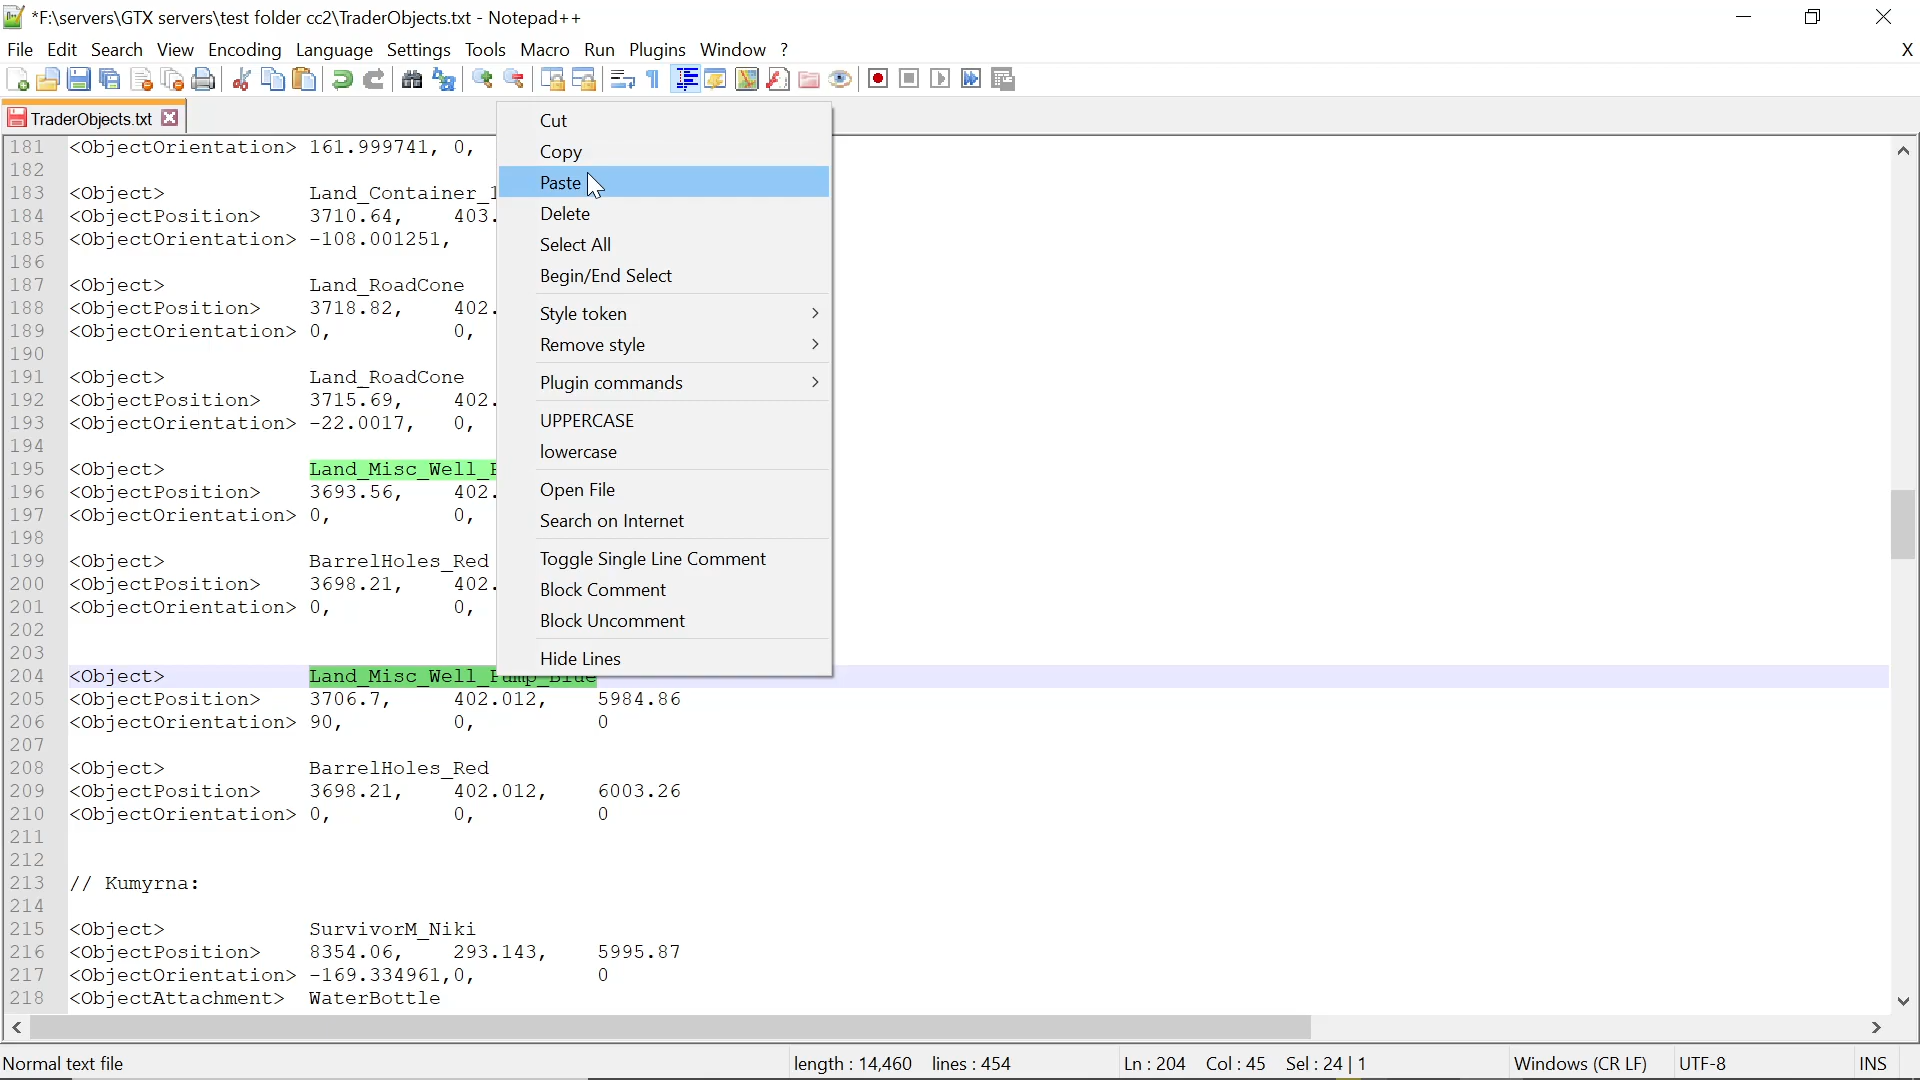 *F:\servers\GTX servers\test folder cc2\TraderObjects.txt - Notepad++
File Edit Search View Encoding Language Settings Tools Macro Run Plugins Window ? X
TraderObjects.txt
181 <ObjectOrientation> 161.999741, 0,
182
183 <Object> Land_Container_1
184 <ObjectPosition> 3710.64, 403.
185 <ObjectOrientation> -108.001251,
186
187 <Object> Land_RoadCone
188 <ObjectPosition> 3718.82, 402.
189 <ObjectOrientation> 0, 0,
190
191 <Object> Land_RoadCone
192 <ObjectPosition> 3715.69, 402.
193 <ObjectOrientation> -22.0017, 0,
194
195 <Object> Land_Misc_Well_
196 <ObjectPosition> 3693.56, 402.
197 <ObjectOrientation> 0, 0,
198
199 <Object> BarrelHoles_Red
200 <ObjectPosition> 3698.21, 402.
201 <ObjectOrientation> 0, 0,
202
203
204 <Object> Land_Misc_Well_Pump_Blue
205 <ObjectPosition> 3706.7, 402.012, 5984.86
206 <ObjectOrientation> 90, 0, 0
207
208 <Object> BarrelHoles_Red
209 <ObjectPosition> 3698.21, 402.012, 6003.26
210 <ObjectOrientation> 0, 0, 0
211
212
213 // Kumyrna:
214
215 <Object> SurvivorM_Niki
216 <ObjectPosition> 8354.06, 293.143, 5995.87
217 <ObjectOrientation> -169.334961,0, 0
218 <ObjectAttachment> WaterBottle
Cut
Copy
Paste
Delete
Select All
Begin/End Select
Style token
Remove style
Plugin commands
UPPERCASE
lowercase
Open File
Search on Internet
Toggle Single Line Comment
Block Comment
Block Uncomment
Hide Lines
Normal text file length : 14,460 lines : 454 Ln : 204 Col : 45 Sel : 24 | 1 Windows (CR LF) UTF-8 INS